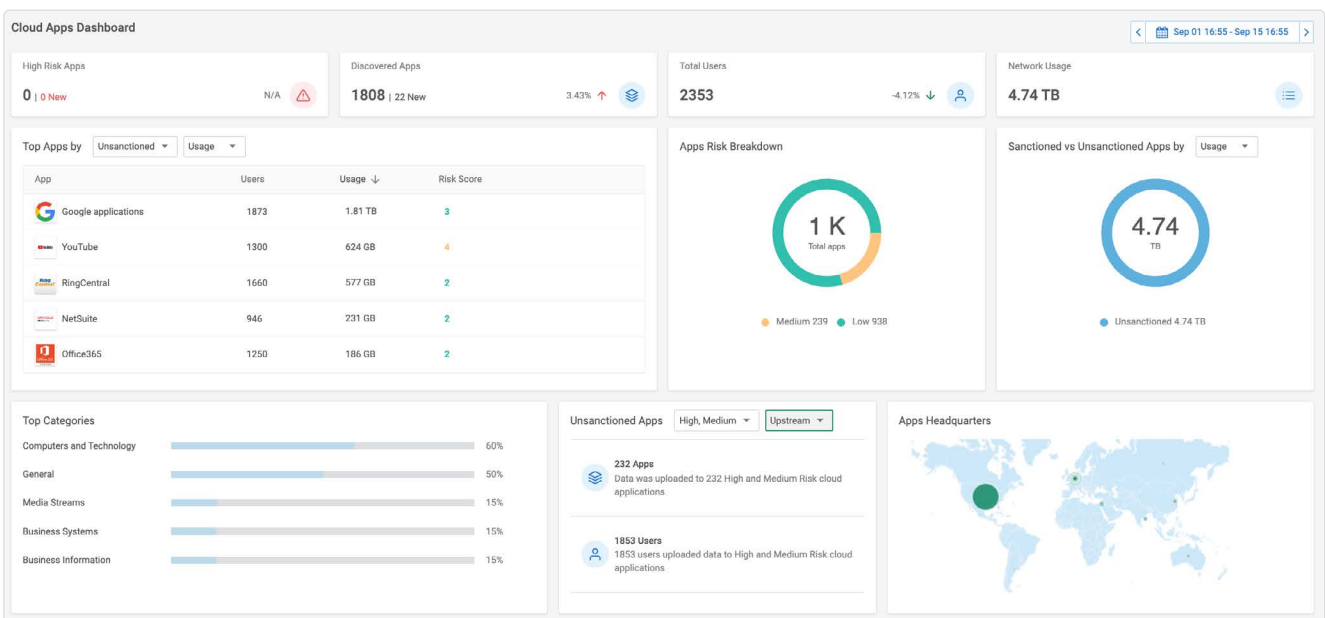 Cloud Apps Dashboard
Sep 01 16:55 - Sep 15 16:55
High Risk Apps
0 | 0 New
N/A
Discovered Apps
1808 | 22 New
3.43%
Total Users
2353
-4.12%
Network Usage
4.74 TB
Top Apps by Unsanctioned Usage
App Users Usage Risk Score
Google applications 1873 1.81 TB 3
YouTube 1300 624 GB 4
RingCentral 1660 577 GB 2
NetSuite 946 231 GB 2
Office365 1250 186 GB 2
Apps Risk Breakdown
1 K
Total apps
Medium 239 Low 938
Sanctioned vs Unsanctioned Apps by Usage
4.74
TB
Unsanctioned 4.74 TB
Top Categories
Computers and Technology 60%
General 50%
Media Streams 15%
Business Systems 15%
Business Information 15%
Unsanctioned Apps High, Medium Upstream
232 Apps
Data was uploaded to 232 High and Medium Risk cloud
applications
1853 Users
1853 users uploaded data to High and Medium Risk cloud
applications
Apps Headquarters